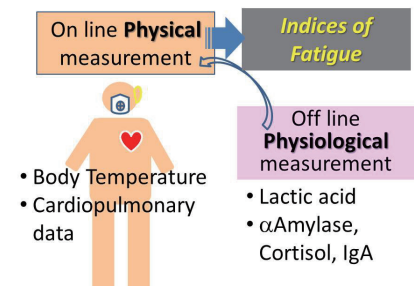 On line Physical
measurement
Indices of
Fatigue
Off line
Physiological
measurement
• Body Temperature
• Cardiopulmonary
data
• Lactic acid
• αAmylase,
Cortisol, IgA